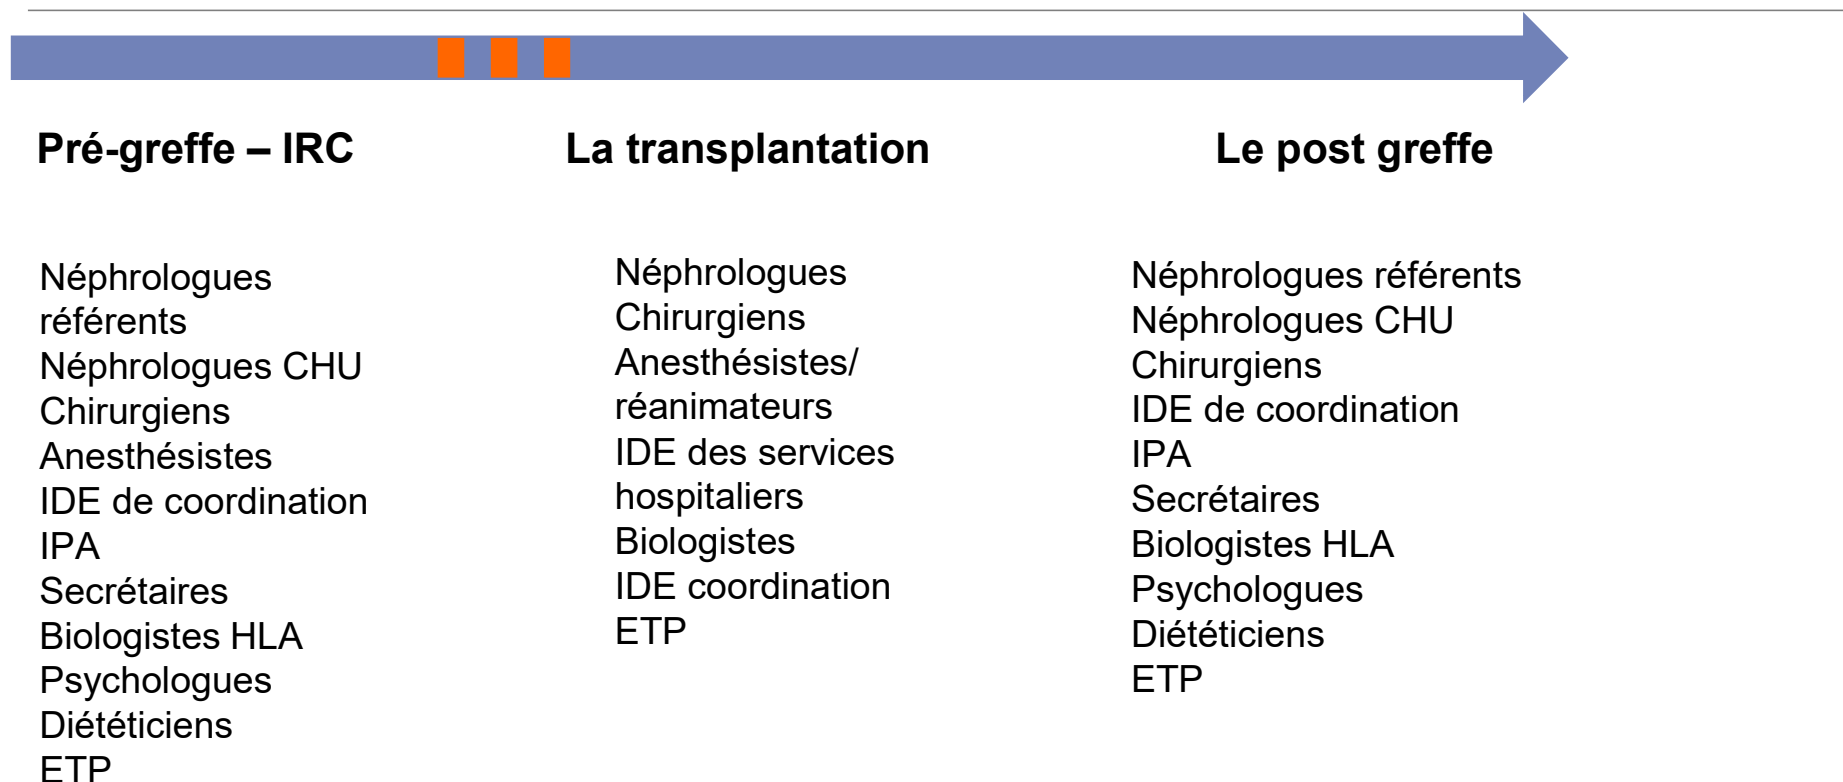 Pré-greffe – IRC
La transplantation
Le post greffe
Néphrologues
référents
Néphrologues CHU
Chirurgiens
Anesthésistes
IDE de coordination
IPA
Secrétaires
Biologistes HLA
Psychologues
Diététiciens
ETP
Néphrologues
Chirurgiens
Anesthésistes/
réanimateurs
IDE des services
hospitaliers
Biologistes
IDE coordination
ETP
Néphrologues référents
Néphrologues CHU
Chirurgiens
IDE de coordination
IPA
Secrétaires
Biologistes HLA
Psychologues
Diététiciens
ETP